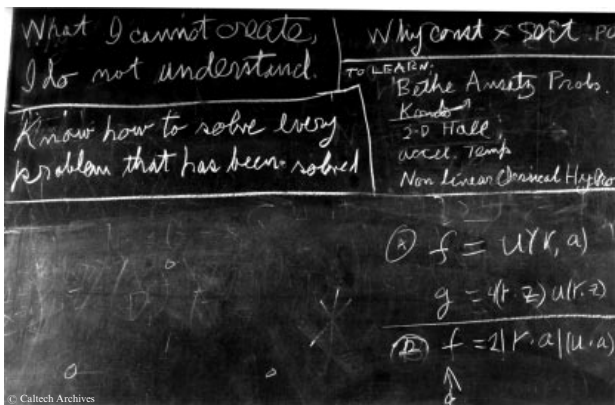 What I cannot create,
I do not understand.
Know how to solve every
problem that has been solved
Why const × sort
TO LEARN:
Bethe Ansatz Probs.
Kondo
2-D Hall
accel. Temp
Non linear Classical Hydro
f = u(r, a)
g = 4(r·z) u(r·z)
f = 2|r·a|(u·a)
© Caltech Archives